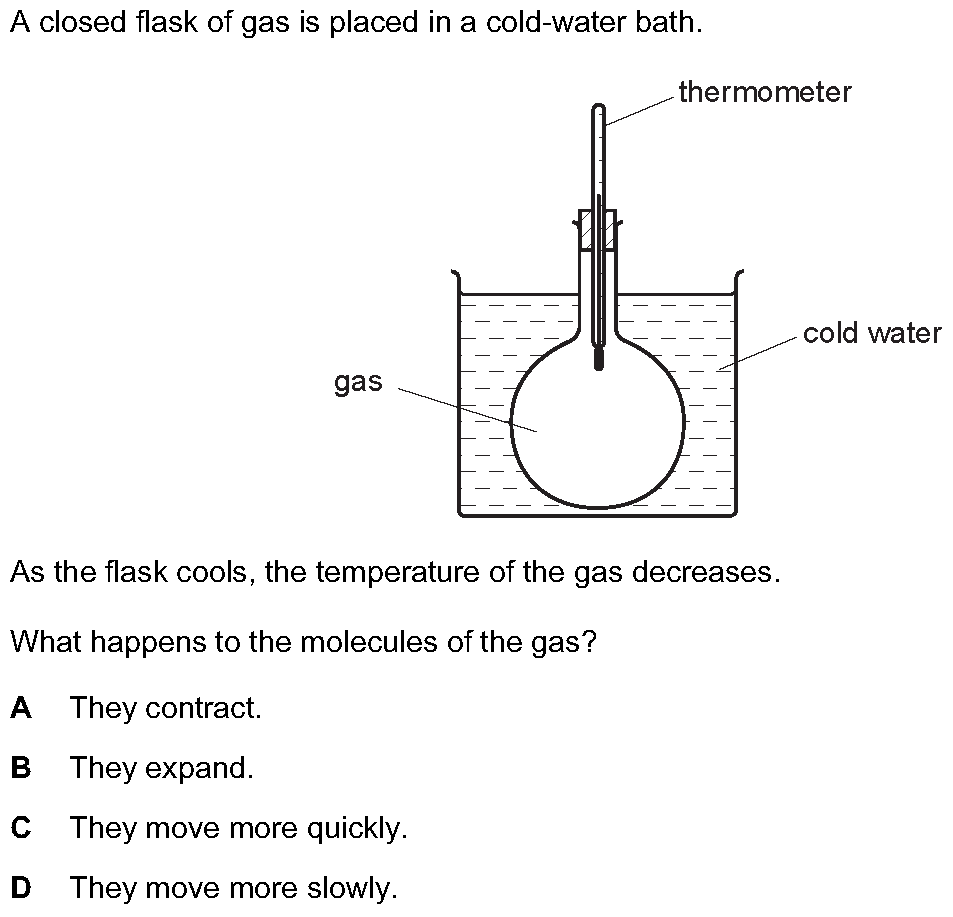 A closed flask of gas is placed in a cold-water bath.
thermometer
cold water
gas
As the flask cools, the temperature of the gas decreases.
What happens to the molecules of the gas?
A They contract.
B They expand.
C They move more quickly.
D They move more slowly.